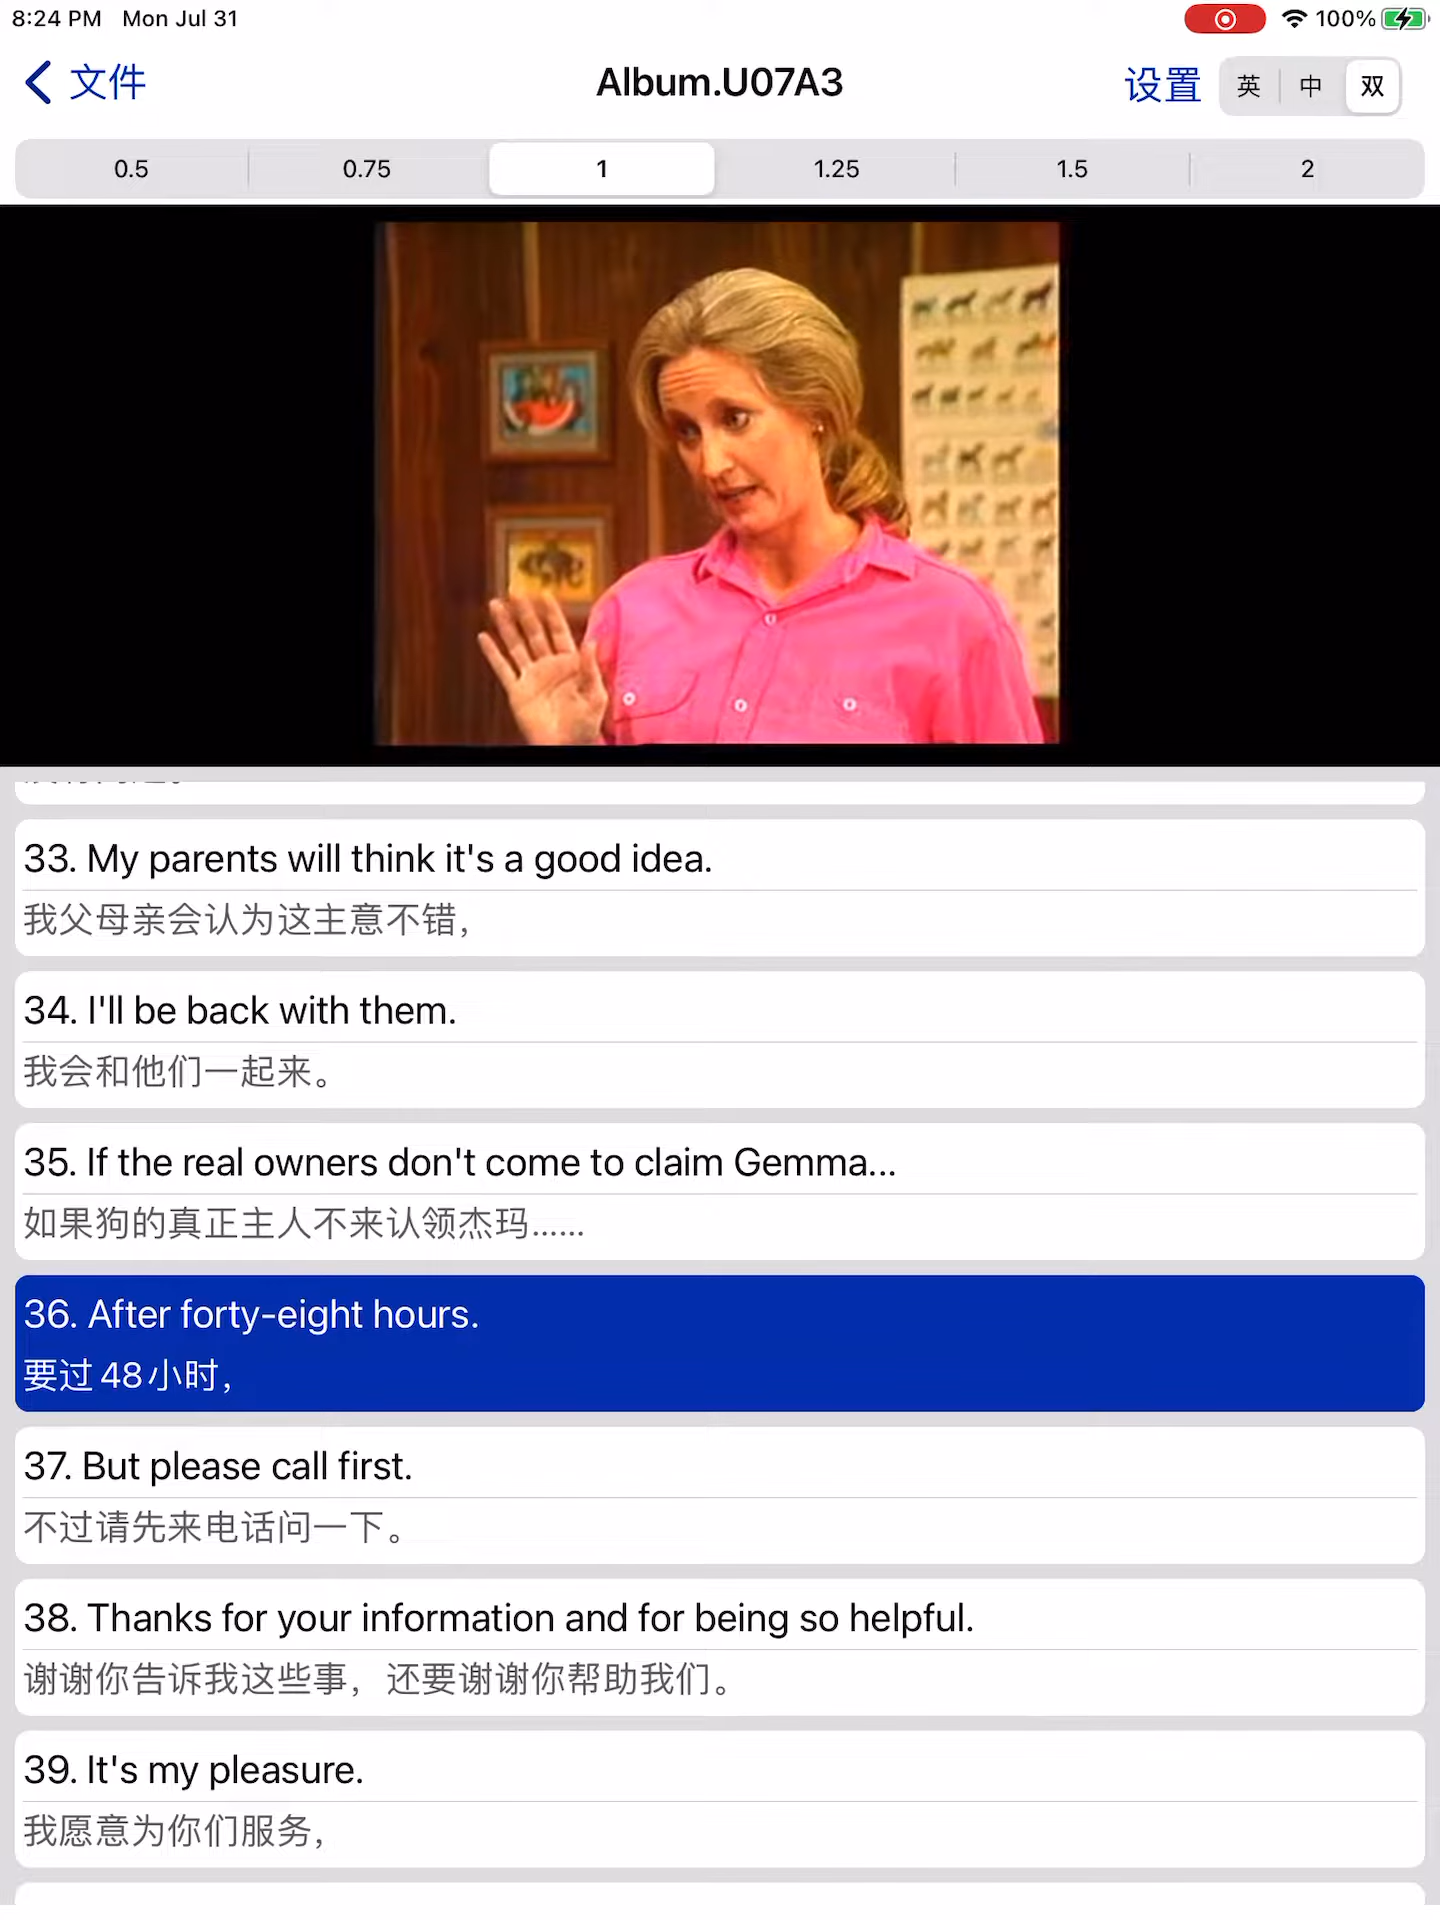 8:24 PM Mon Jul 31
100%
文件
Album.U07A3
设置
英 中 双
0.5 0.75 1 1.25 1.5 2
33. My parents will think it's a good idea.
我父母亲会认为这主意不错，
34. I'll be back with them.
我会和他们一起来。
35. If the real owners don't come to claim Gemma...
如果狗的真正主人不来认领杰玛……
36. After forty-eight hours.
要过48小时，
37. But please call first.
不过请先来电话问一下。
38. Thanks for your information and for being so helpful.
谢谢你告诉我这些事，还要谢谢你帮助我们。
39. It's my pleasure.
我愿意为你们服务，